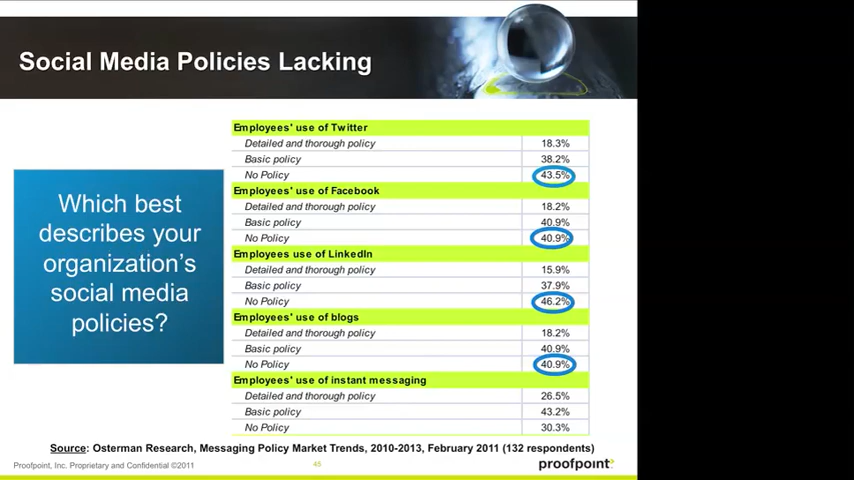 Social Media Policies Lacking
Which best
describes your
organization's
social media
policies?
Employees' use of Twitter
Detailed and thorough policy 18.3%
Basic policy 38.2%
No Policy 43.5%
Employees' use of Facebook
Detailed and thorough policy 18.2%
Basic policy 40.9%
No Policy 40.9%
Employees use of LinkedIn
Detailed and thorough policy 15.9%
Basic policy 37.9%
No Policy 46.2%
Employees' use of blogs
Detailed and thorough policy 18.2%
Basic policy 40.9%
No Policy 40.9%
Employees' use of instant messaging
Detailed and thorough policy 26.5%
Basic policy 43.2%
No Policy 30.3%
Source: Osterman Research, Messaging Policy Market Trends, 2010-2013, February 2011 (132 respondents)
Proofpoint, Inc. Proprietary and Confidential ©2011 45 proofpoint